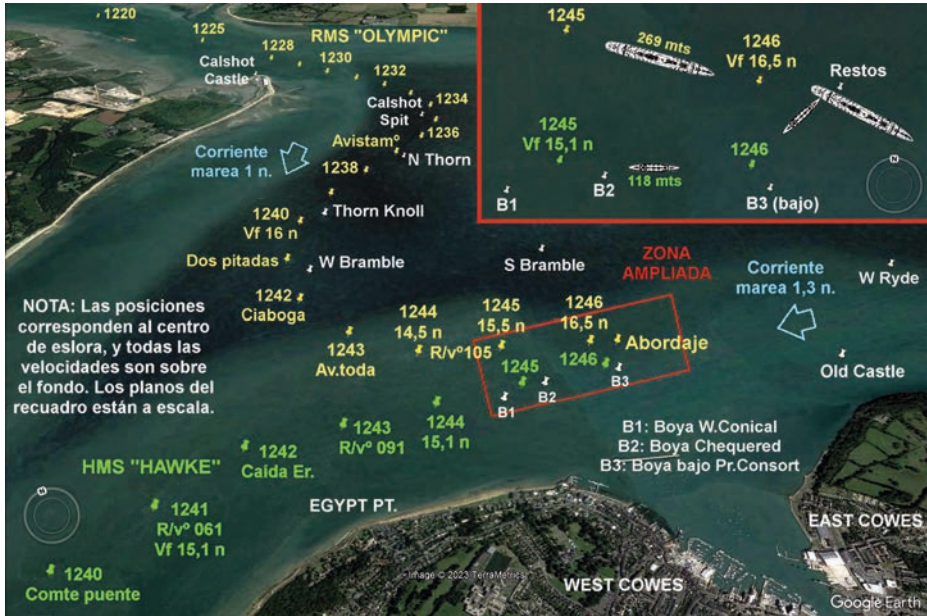 1220
1225
1228
RMS "OLYMPIC"
1230
Calshot
Castle
1232
Calshot
Spit
1234
1236
Avistamº
N Thorn
Corriente
marea 1 n.
1238
Thorn Knoll
1240
Vf 16 n
Dos pitadas
W Bramble
1242
Ciaboga
S Bramble
ZONA
AMPLIADA
Corriente
marea 1,3 n.
W Ryde
Old Castle
NOTA: Las posiciones
corresponden al centro
de eslora, y todas las
velocidades son sobre
el fondo. Los planos del
recuadro están a escala.
1243
Av.toda
1244
14,5 n
R/vº105
1245
15,5 n
1246
16,5 n
Abordaje
1245
1246
B1
B2
B3
1244
15,1 n
1243
R/vº 091
1242
Caida Er.
HMS "HAWKE"
1241
R/vº 061
Vf 15,1 n
1240
Comte puente
EGYPT PT.
B1: Boya W.Conical
B2: Boya Chequered
B3: Boya bajo Pr.Consort
WEST COWES
EAST COWES
Image © 2023 TerraMetrics
Google Earth
N
1245
269 mts
1246
Vf 16,5 n
Restos
1245
Vf 15,1 n
1246
118 mts
B1
B2
B3 (bajo)
N